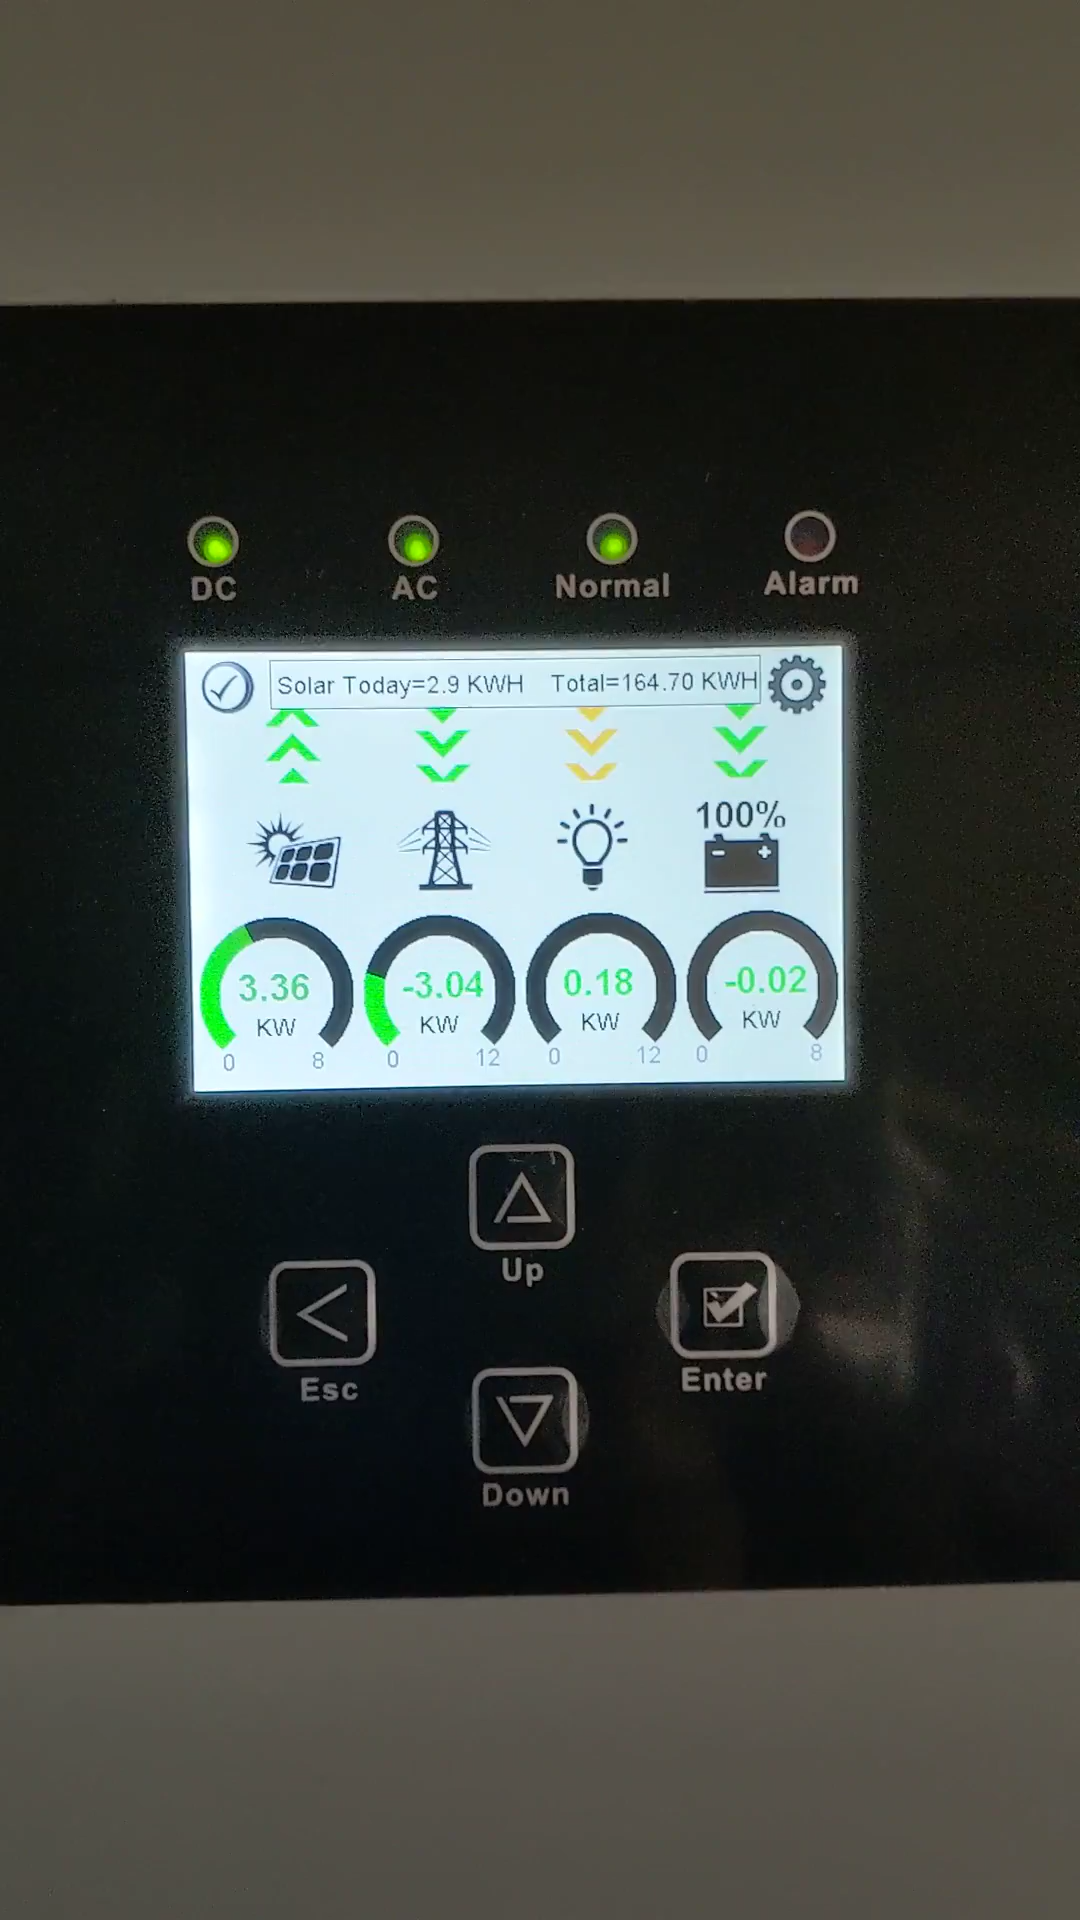 DC AC Normal Alarm
Solar Today=2.9 KWH Total=164.70 KWH
100%
3.36 -3.04 0.18 -0.02
KW KW KW KW
0 8 0 12 0 12 0 8
Up
Esc Enter
Down